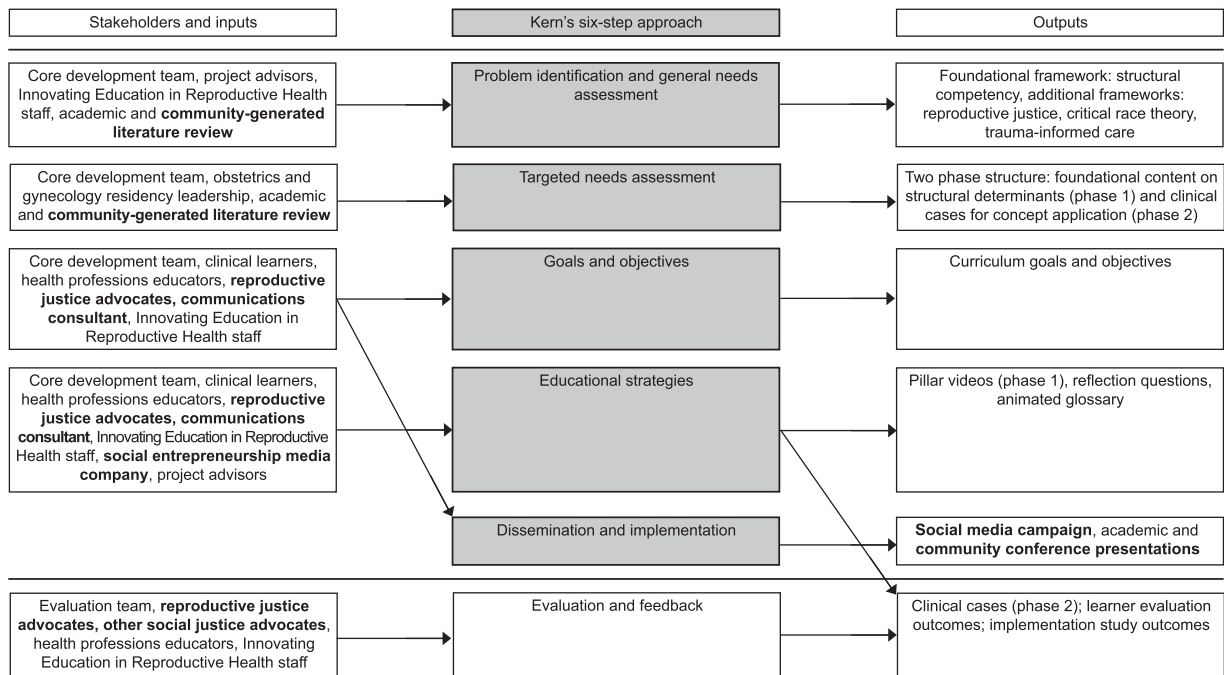 Stakeholders and inputs
Kern's six-step approach
Outputs
Core development team, project advisors,
Innovating Education in Reproductive Health
staff, academic and community-generated
literature review
Problem identification and general needs
assessment
Foundational framework: structural
competency, additional frameworks:
reproductive justice, critical race theory,
trauma-informed care
Core development team, obstetrics and
gynecology residency leadership, academic
and community-generated literature review
Targeted needs assessment
Two phase structure: foundational content on
structural determinants (phase 1) and clinical
cases for concept application (phase 2)
Core development team, clinical learners,
health professions educators, reproductive
justice advocates, communications
consultant, Innovating Education in
Reproductive Health staff
Goals and objectives
Curriculum goals and objectives
Core development team, clinical learners,
health professions educators, reproductive
justice advocates, communications
consultant, Innovating Education in Reproductive
Health staff, social entrepreneurship media
company, project advisors
Educational strategies
Pillar videos (phase 1), reflection questions,
animated glossary
Dissemination and implementation
Social media campaign, academic and
community conference presentations
Evaluation team, reproductive justice
advocates, other social justice advocates,
health professions educators, Innovating
Education in Reproductive Health staff
Evaluation and feedback
Clinical cases (phase 2); learner evaluation
outcomes; implementation study outcomes